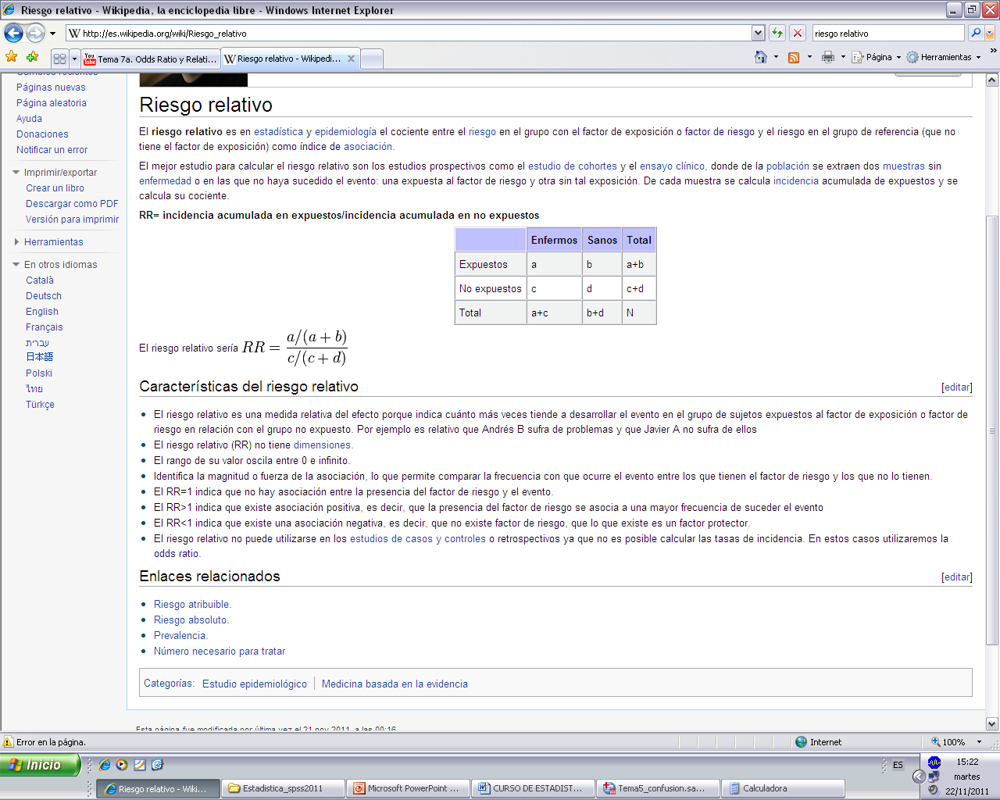 Riesgo relativo - Wikipedia, la enciclopedia libre - Windows Internet Explorer
http://es.wikipedia.org/wiki/Riesgo_relativo
riesgo relativo
Tema 7a. Odds Ratio y Relati...
Riesgo relativo - Wikipedi...
Página
Herramientas
Páginas nuevas
Página aleatoria
Ayuda
Donaciones
Notificar un error
Imprimir/exportar
Crear un libro
Descargar como PDF
Versión para imprimir
Herramientas
En otros idiomas
Català
Deutsch
English
Français
עברית
日本語
Polski
ไทย
Türkçe
Riesgo relativo
El riesgo relativo es en estadística y epidemiología el cociente entre el riesgo en el grupo con el factor de exposición o factor de riesgo y el riesgo en el grupo de referencia (que no
tiene el factor de exposición) como índice de asociación.
El mejor estudio para calcular el riesgo relativo son los estudios prospectivos como el estudio de cohortes y el ensayo clínico, donde de la población se extraen dos muestras sin
enfermedad o en las que no haya sucedido el evento: una expuesta al factor de riesgo y otra sin tal exposición. De cada muestra se calcula incidencia acumulada de expuestos y se
calcula su cociente.
RR= incidencia acumulada en expuestos/incidencia acumulada en no expuestos
Enfermos Sanos Total
Expuestos a b a+b
No expuestos c d c+d
Total a+c b+d N
El riesgo relativo sería RR = a/(a + b)
c/(c + d)
Características del riesgo relativo [editar]
El riesgo relativo es una medida relativa del efecto porque indica cuánto más veces tiende a desarrollar el evento en el grupo de sujetos expuestos al factor de exposición o factor de
riesgo en relación con el grupo no expuesto. Por ejemplo es relativo que Andrés B sufra de problemas y que Javier A no sufra de ellos
El riesgo relativo (RR) no tiene dimensiones.
El rango de su valor oscila entre 0 e infinito.
Identifica la magnitud o fuerza de la asociación, lo que permite comparar la frecuencia con que ocurre el evento entre los que tienen el factor de riesgo y los que no lo tienen.
El RR=1 indica que no hay asociación entre la presencia del factor de riesgo y el evento.
El RR>1 indica que existe asociación positiva, es decir, que la presencia del factor de riesgo se asocia a una mayor frecuencia de suceder el evento
El RR<1 indica que existe una asociación negativa, es decir, que no existe factor de riesgo, que lo que existe es un factor protector.
El riesgo relativo no puede utilizarse en los estudios de casos y controles o retrospectivos ya que no es posible calcular las tasas de incidencia. En estos casos utilizaremos la
odds ratio.
Enlaces relacionados [editar]
Riesgo atribuible.
Riesgo absoluto.
Prevalencia.
Número necesario para tratar
Categorías: Estudio epidemiológico | Medicina basada en la evidencia
Esta página fue modificada por última vez el 21 nov 2011, a las 00:16.
Error en la página.
Internet
100%
Inicio
ES
15:22
martes
22/11/2011
Riesgo relativo - Wiki...
Estadistica_spss2011
Microsoft PowerPoint ...
CURSO DE ESTADIST...
Tema5_confusion.sa...
Calculadora